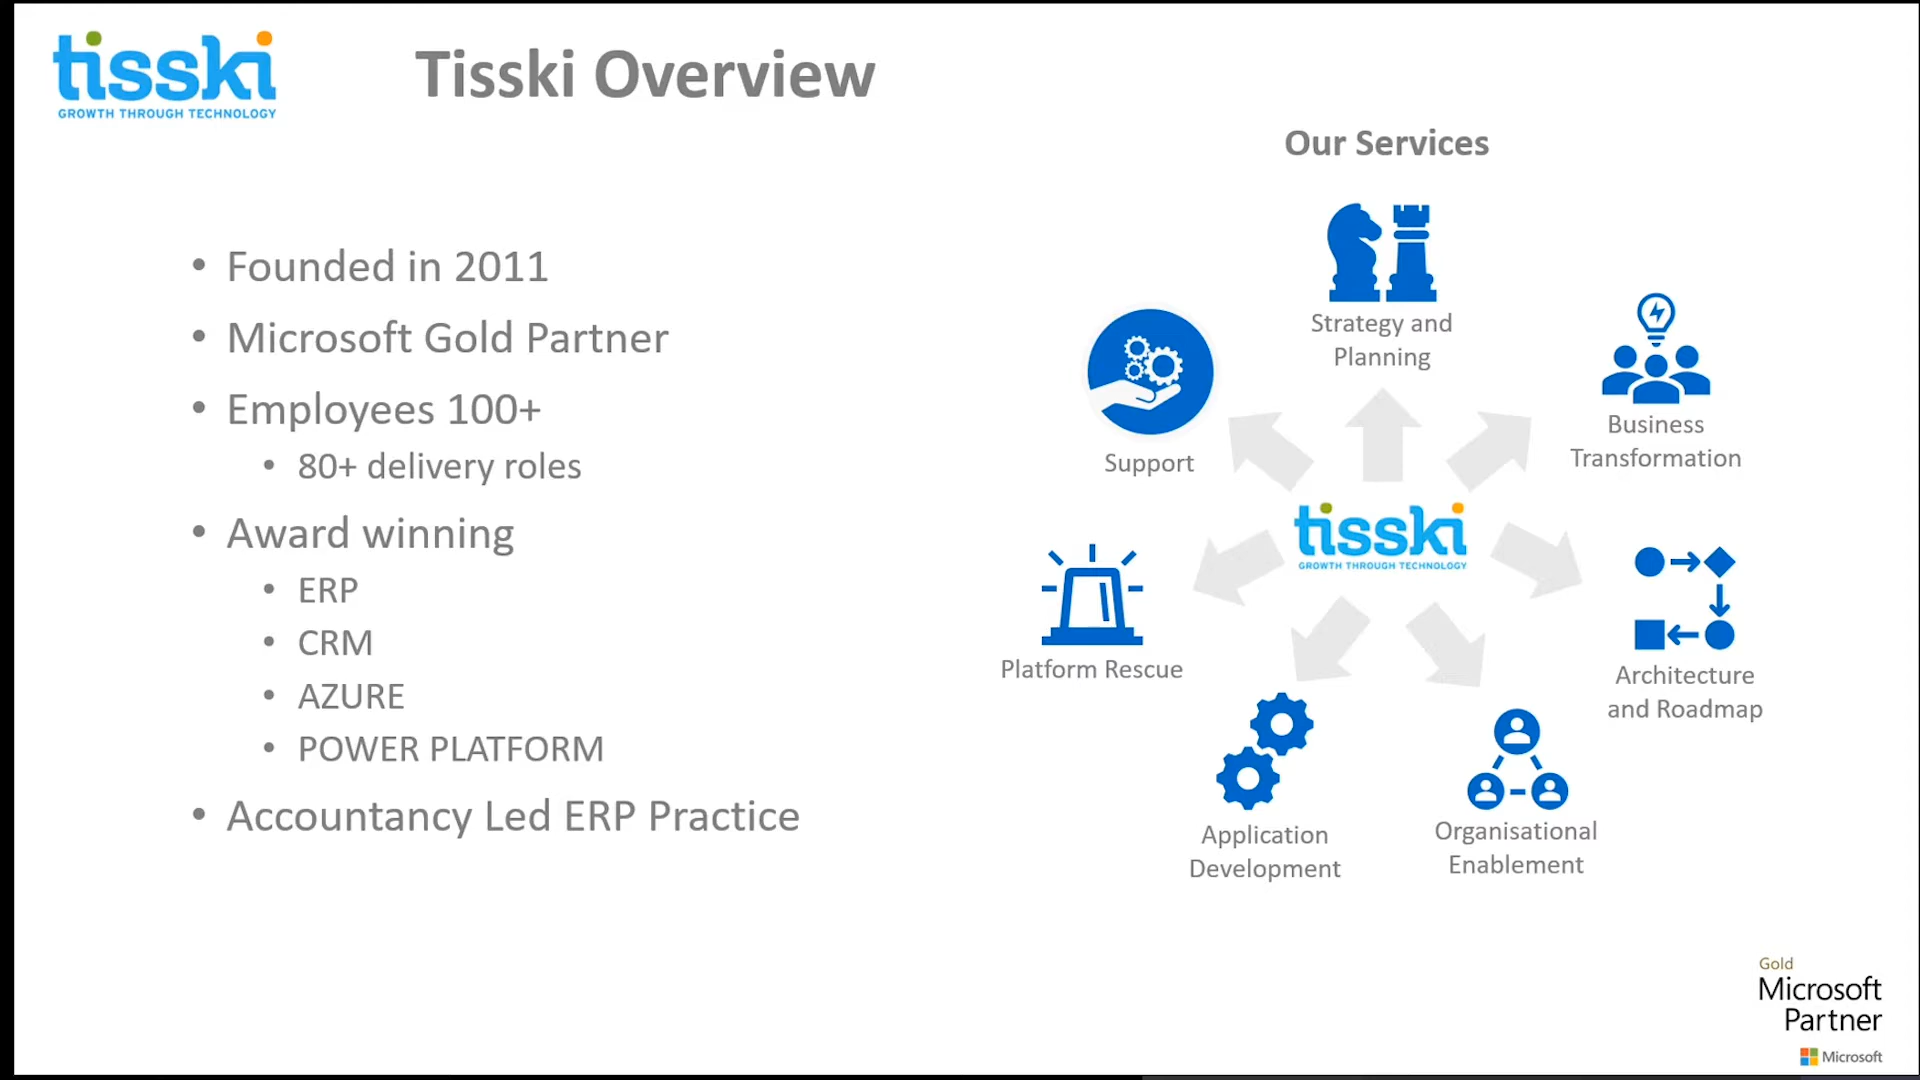 tisski
GROWTH THROUGH TECHNOLOGY
Tisski Overview
• Founded in 2011
• Microsoft Gold Partner
• Employees 100+
• 80+ delivery roles
• Award winning
• ERP
• CRM
• AZURE
• POWER PLATFORM
• Accountancy Led ERP Practice
Our Services
Strategy and
Planning
Business
Transformation
Architecture
and Roadmap
Organisational
Enablement
Application
Development
Platform Rescue
Support
tisski
GROWTH THROUGH TECHNOLOGY
Gold
Microsoft
Partner
Microsoft